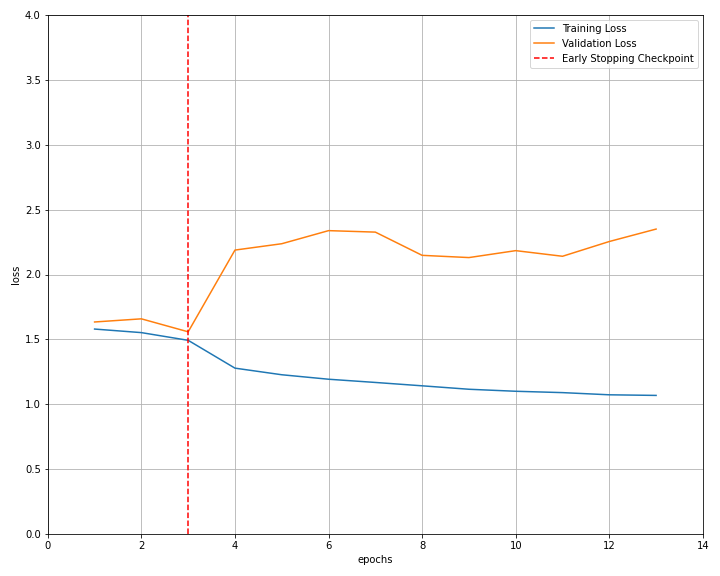 4.0
3.5
3.0
2.5
2.0
1.5
1.0
0.5
0.0
loss
0 2 4 6 8 10 12 14
epochs
Training Loss
Validation Loss
Early Stopping Checkpoint